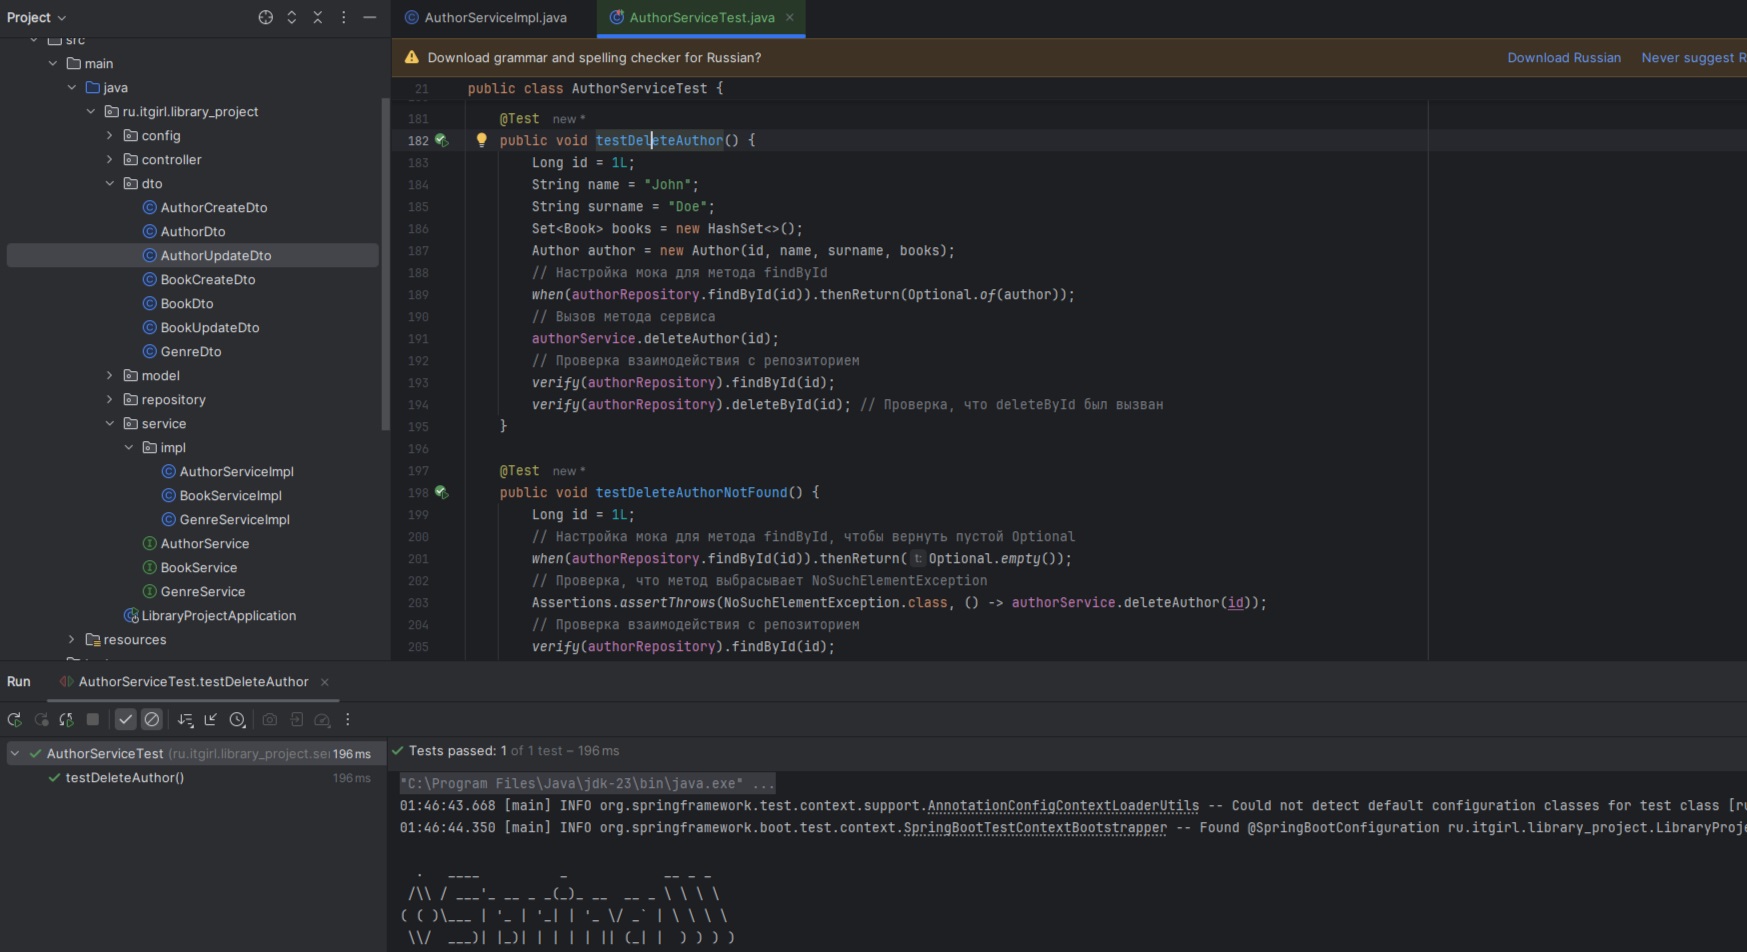 Project
AuthorServiceImpl.java
AuthorServiceTest.java
Download grammar and spelling checker for Russian?
Download Russian
Never suggest R
src
main
java
ru.itgirl.library_project
config
controller
dto
AuthorCreateDto
AuthorDto
AuthorUpdateDto
BookCreateDto
BookDto
BookUpdateDto
GenreDto
model
repository
service
impl
AuthorServiceImpl
BookServiceImpl
GenreServiceImpl
AuthorService
BookService
GenreService
LibraryProjectApplication
resources
21 public class AuthorServiceTest {
181 @Test new *
182 public void testDeleteAuthor() {
183 Long id = 1L;
184 String name = "John";
185 String surname = "Doe";
186 Set<Book> books = new HashSet<>();
187 Author author = new Author(id, name, surname, books);
188 // Настройка мока для метода findById
189 when(authorRepository.findById(id)).thenReturn(Optional.of(author));
190 // Вызов метода сервиса
191 authorService.deleteAuthor(id);
192 // Проверка взаимодействия с репозиторием
193 verify(authorRepository).findById(id);
194 verify(authorRepository).deleteById(id); // Проверка, что deleteById был вызван
195 }
196
197 @Test new *
198 public void testDeleteAuthorNotFound() {
199 Long id = 1L;
200 // Настройка мока для метода findById, чтобы вернуть пустой Optional
201 when(authorRepository.findById(id)).thenReturn( t: Optional.empty());
202 // Проверка, что метод выбрасывает NoSuchElementException
203 Assertions.assertThrows(NoSuchElementException.class, () -> authorService.deleteAuthor(id));
204 // Проверка взаимодействия с репозиторием
205 verify(authorRepository).findById(id);
Run
AuthorServiceTest.testDeleteAuthor
AuthorServiceTest (ru.itgirl.library_project.se 196 ms
testDeleteAuthor() 196 ms
Tests passed: 1 of 1 test – 196 ms
"C:\Program Files\Java\jdk-23\bin\java.exe" ...
01:46:43.668 [main] INFO org.springframework.test.context.support.AnnotationConfigContextLoaderUtils -- Could not detect default configuration classes for test class [ru
01:46:44.350 [main] INFO org.springframework.boot.test.context.SpringBootTestContextBootstrapper -- Found @SpringBootConfiguration ru.itgirl.library_project.LibraryProje